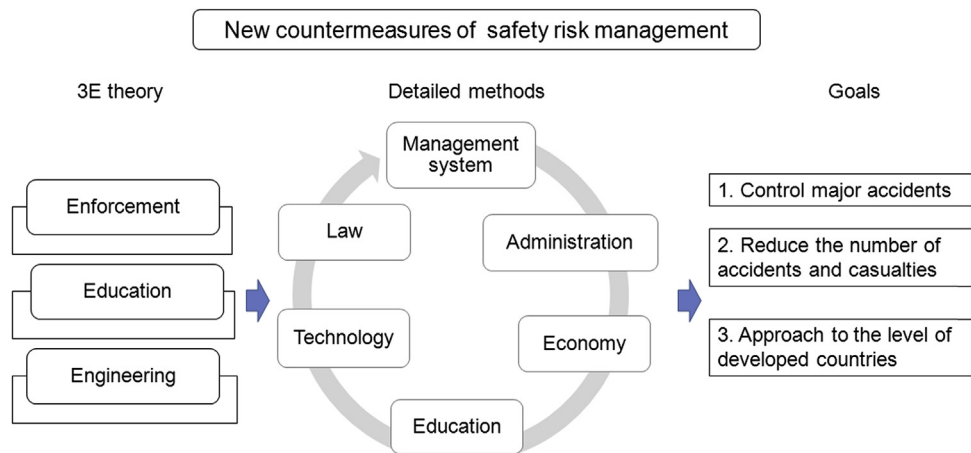 New countermeasures of safety risk management
3E theory
Detailed methods
Goals
Enforcement
Education
Engineering
Management
system
Administration
Economy
Education
Technology
Law
1. Control major accidents
2. Reduce the number of
accidents and casualties
3. Approach to the level of
developed countries